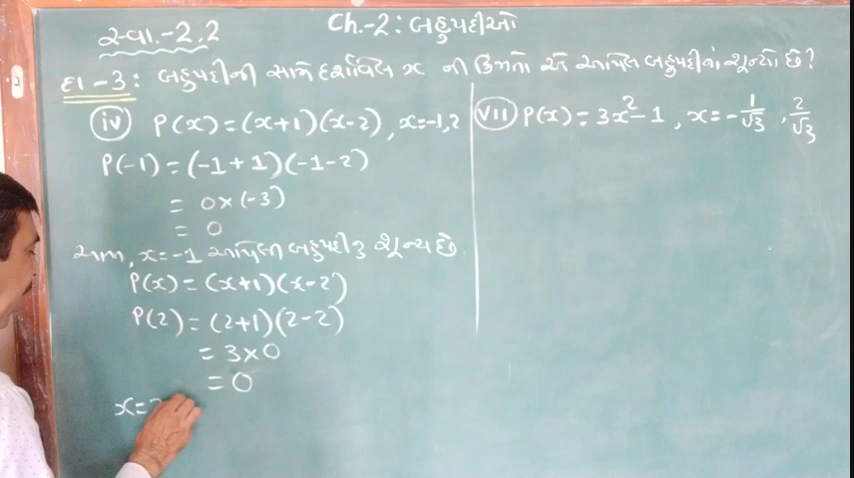 સ્વા.-2.2
Ch.-2: બહુપદીઓ
દા-3: બહુપદીની સામે દર્શાવેલ x ની કિંમતો એ આપેલ બહુપદીનાં શૂન્યો છે?
(iv) P(x)=(x+1)(x-2), x=-1,2
P(-1)=(-1+1)(-1-2)
= 0×(-3)
= 0
આમ, x=-1 આપેલી બહુપદીનું શૂન્ય છે.
P(x)=(x+1)(x-2)
P(2)=(2+1)(2-2)
= 3×0
= 0
x=2
(vii) P(x)=3x²-1, x=-1/√3, 2/√3